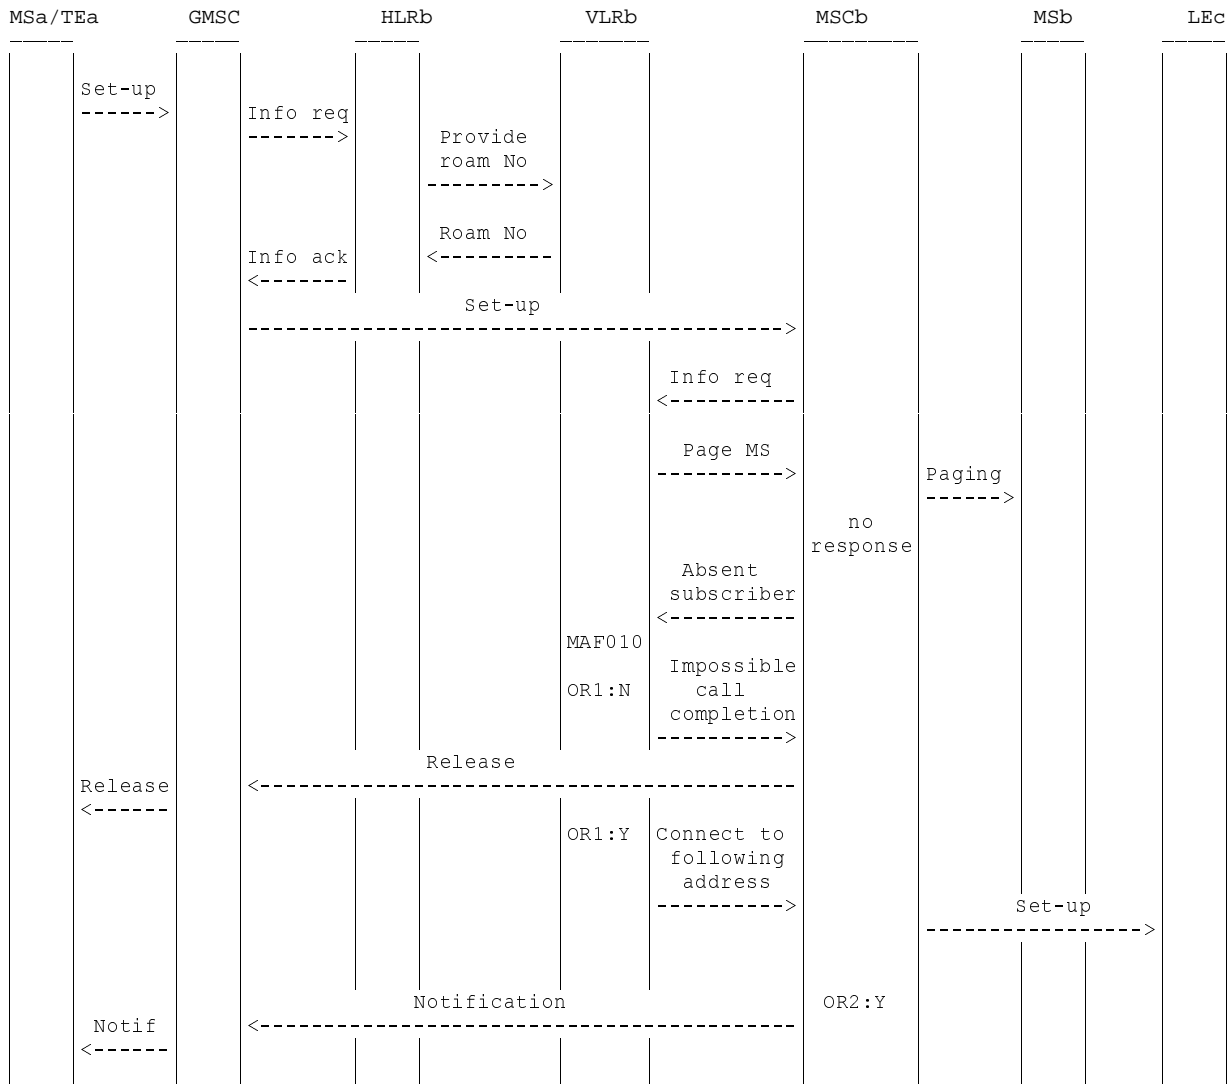 MSa/TEa GMSC HLRb VLRb MSCb MSb LEc
Set-up
Info req
Provide
roam No
Roam No
Info ack
Set-up
Info req
Page MS
Paging
no
response
Absent
subscriber
MAF010
Impossible
OR1:N call
completion
Release
Release
OR1:Y Connect to
following
address
Set-up
Notification OR2:Y
Notif